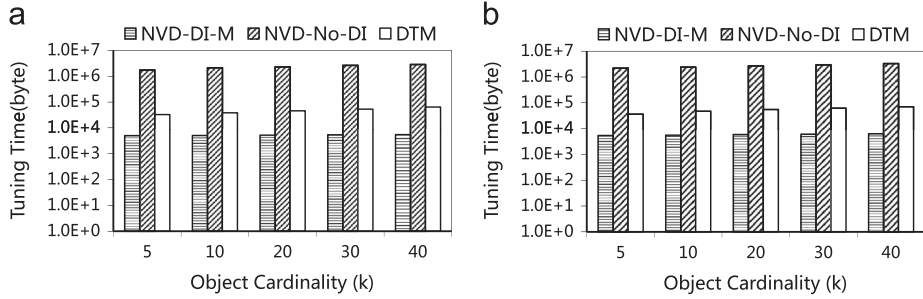 a
NVD-DI-M NVD-No-DI DTM
Tuning Time(byte)
1.0E+7
1.0E+6
1.0E+5
1.0E+4
1.0E+3
1.0E+2
1.0E+1
1.0E+0
5 10 20 30 40
Object Cardinality (k)
b
NVD-DI-M NVD-No-DI DTM
Tuning Time(byte)
1.0E+7
1.0E+6
1.0E+5
1.0E+4
1.0E+3
1.0E+2
1.0E+1
1.0E+0
5 10 20 30 40
Object Cardinality (k)